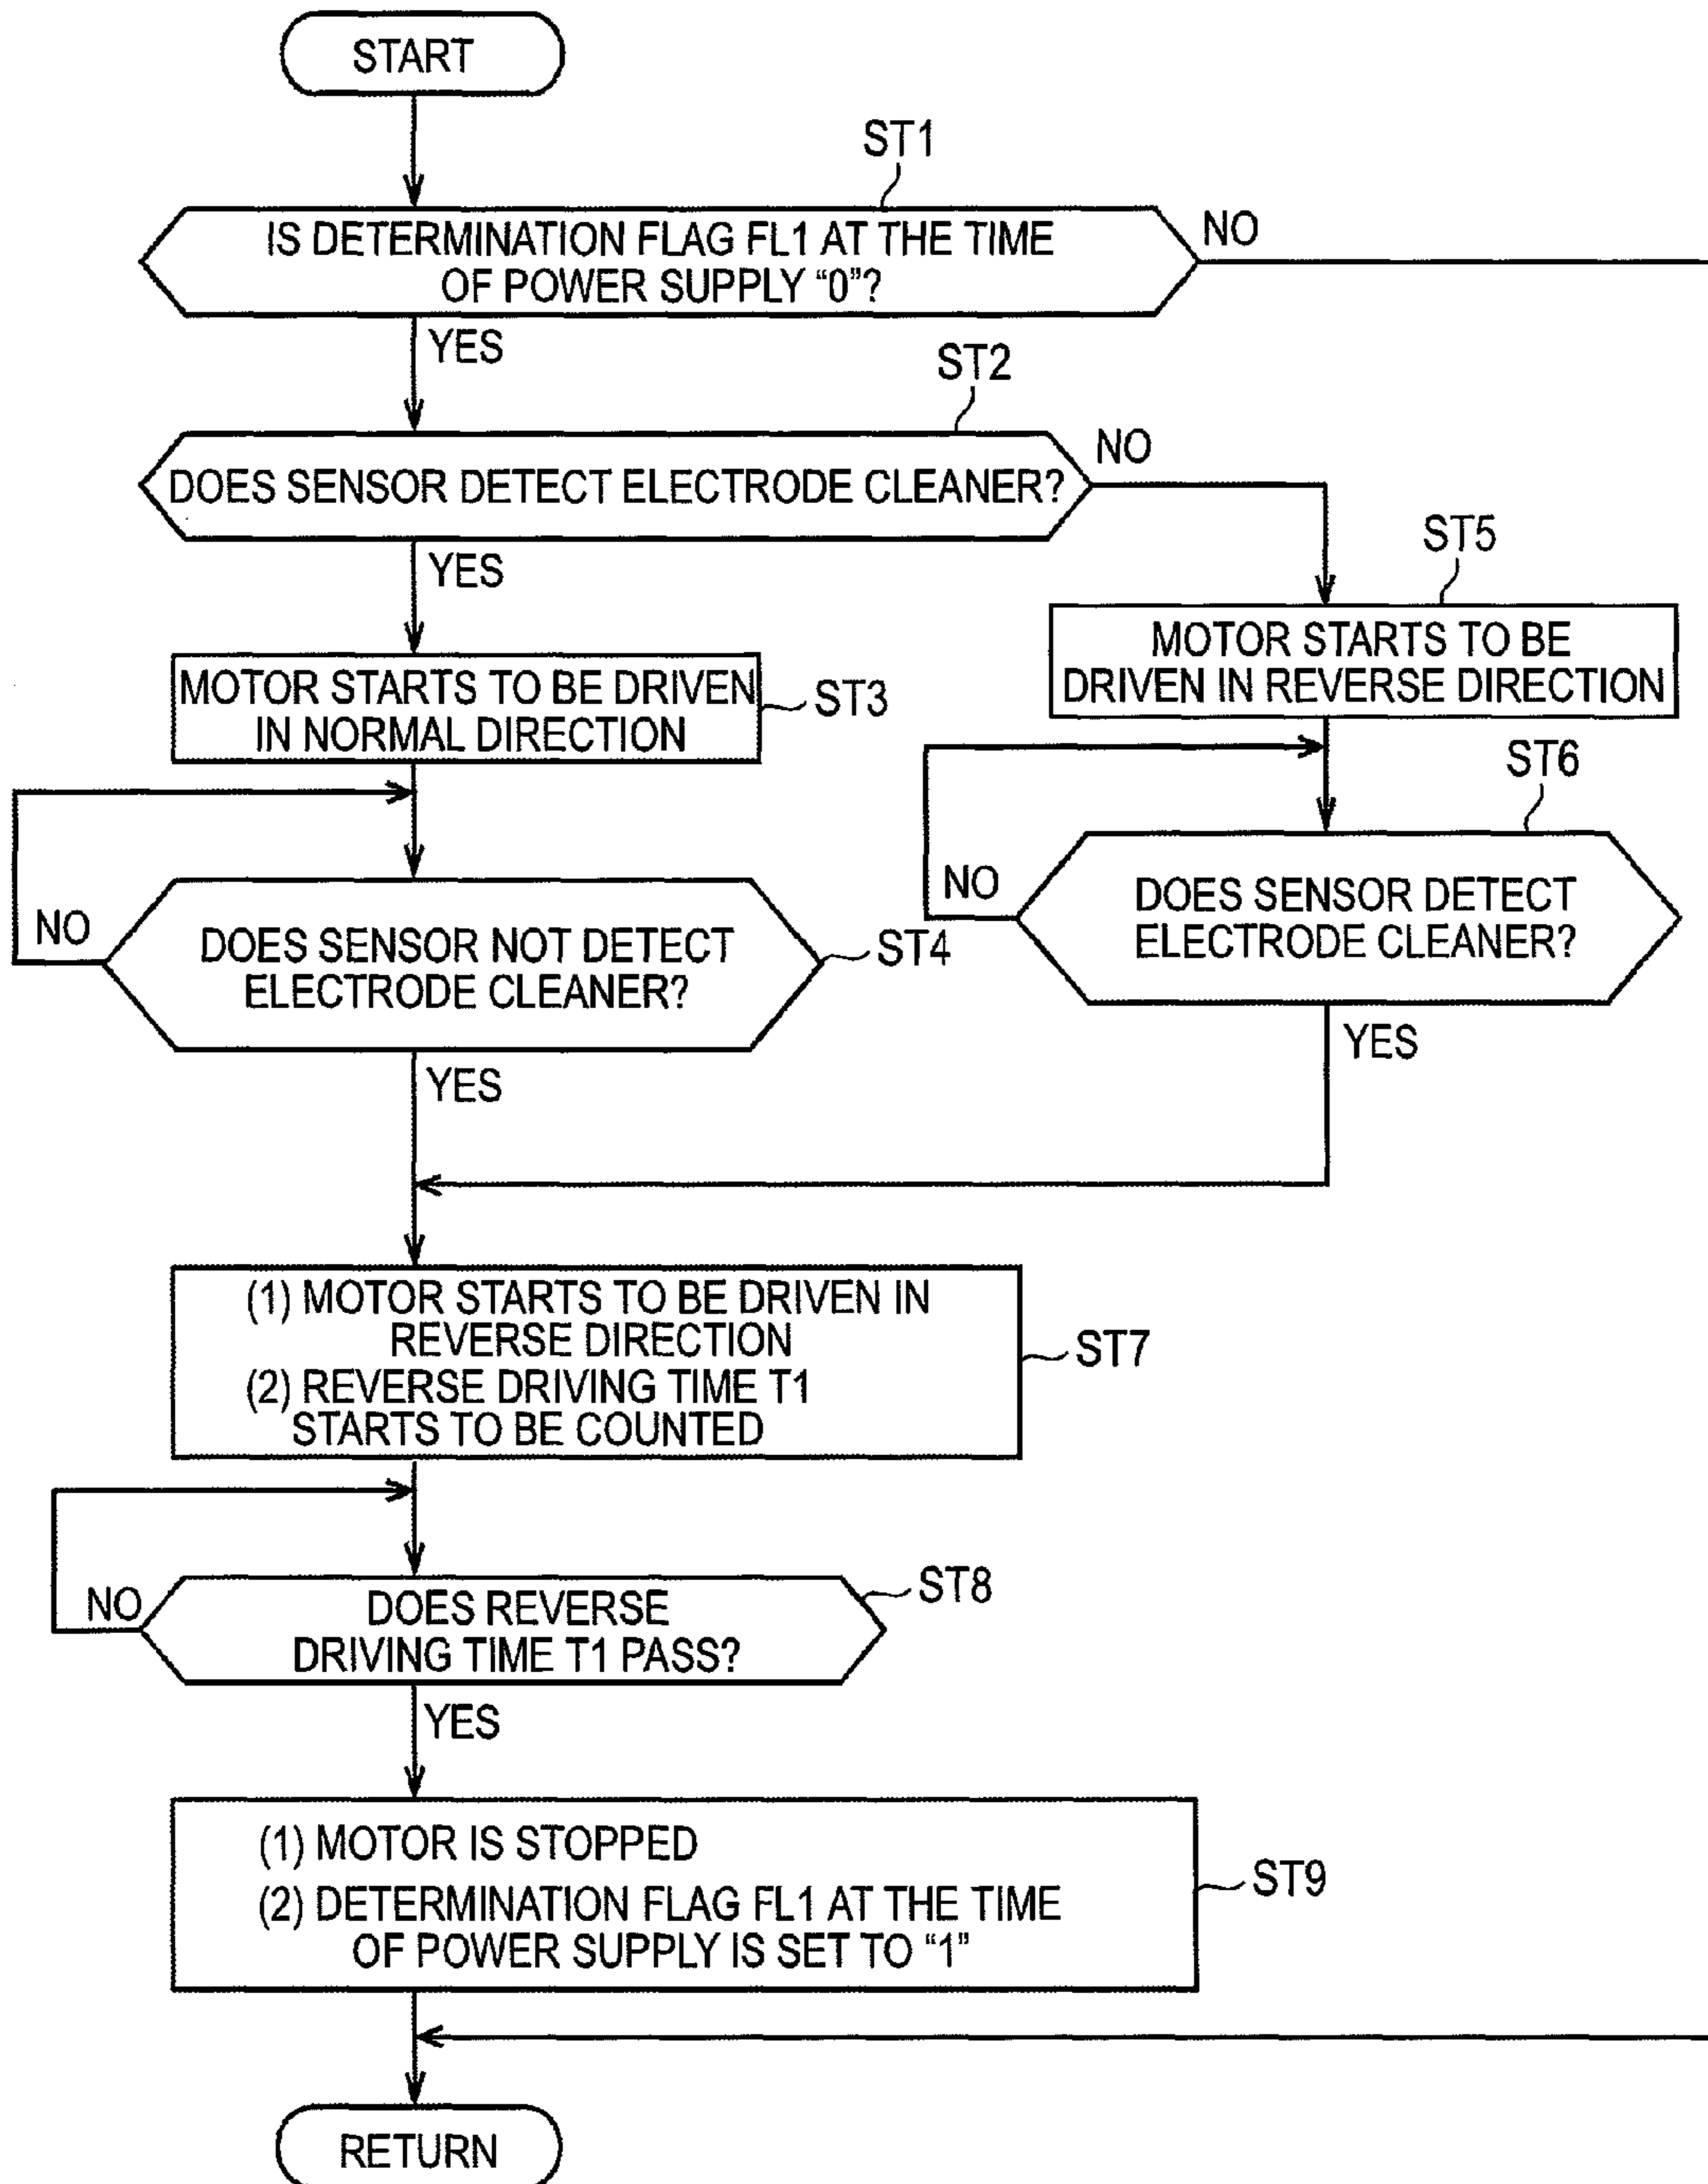 START
ST1
IS DETERMINATION FLAG FL1 AT THE TIME
OF POWER SUPPLY “0”?
NO
YES
ST2
DOES SENSOR DETECT ELECTRODE CLEANER?
NO
YES
ST5
MOTOR STARTS TO BE
DRIVEN IN REVERSE DIRECTION
MOTOR STARTS TO BE DRIVEN
IN NORMAL DIRECTION
ST3
ST6
NO
DOES SENSOR DETECT
ELECTRODE CLEANER?
YES
NO
DOES SENSOR NOT DETECT
ELECTRODE CLEANER?
ST4
YES
(1) MOTOR STARTS TO BE DRIVEN IN
REVERSE DIRECTION
(2) REVERSE DRIVING TIME T1
STARTS TO BE COUNTED
ST7
NO
DOES REVERSE
DRIVING TIME T1 PASS?
ST8
YES
(1) MOTOR IS STOPPED
(2) DETERMINATION FLAG FL1 AT THE TIME
OF POWER SUPPLY IS SET TO “1”
ST9
RETURN